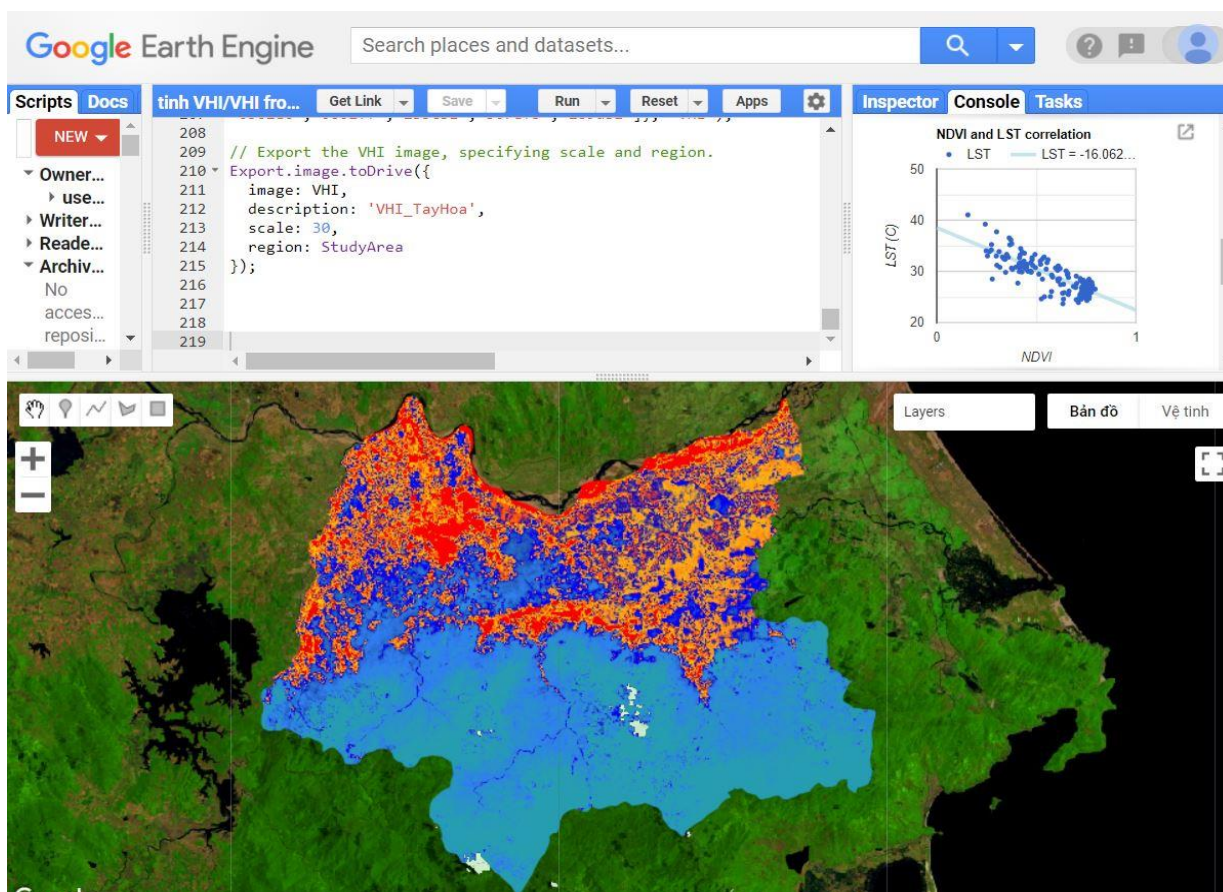 Google Earth Engine
Search places and datasets...
Scripts Docs
NEW
Owner...
use...
Writer...
Reade...
Archiv...
No
acces...
reposi...
tinh VHI/VHI fro...
Get Link
Save
Run
Reset
Apps
208
209 // Export the VHI image, specifying scale and region.
210 Export.image.toDrive({
211 image: VHI,
212 description: 'VHI_TayHoa',
213 scale: 30,
214 region: StudyArea
215 });
216
217
218
219
Inspector Console Tasks
NDVI and LST correlation
LST LST = -16.062...
50
40
30
20
LST (C)
0 1
NDVI
Layers
Bản đồ Vệ tinh